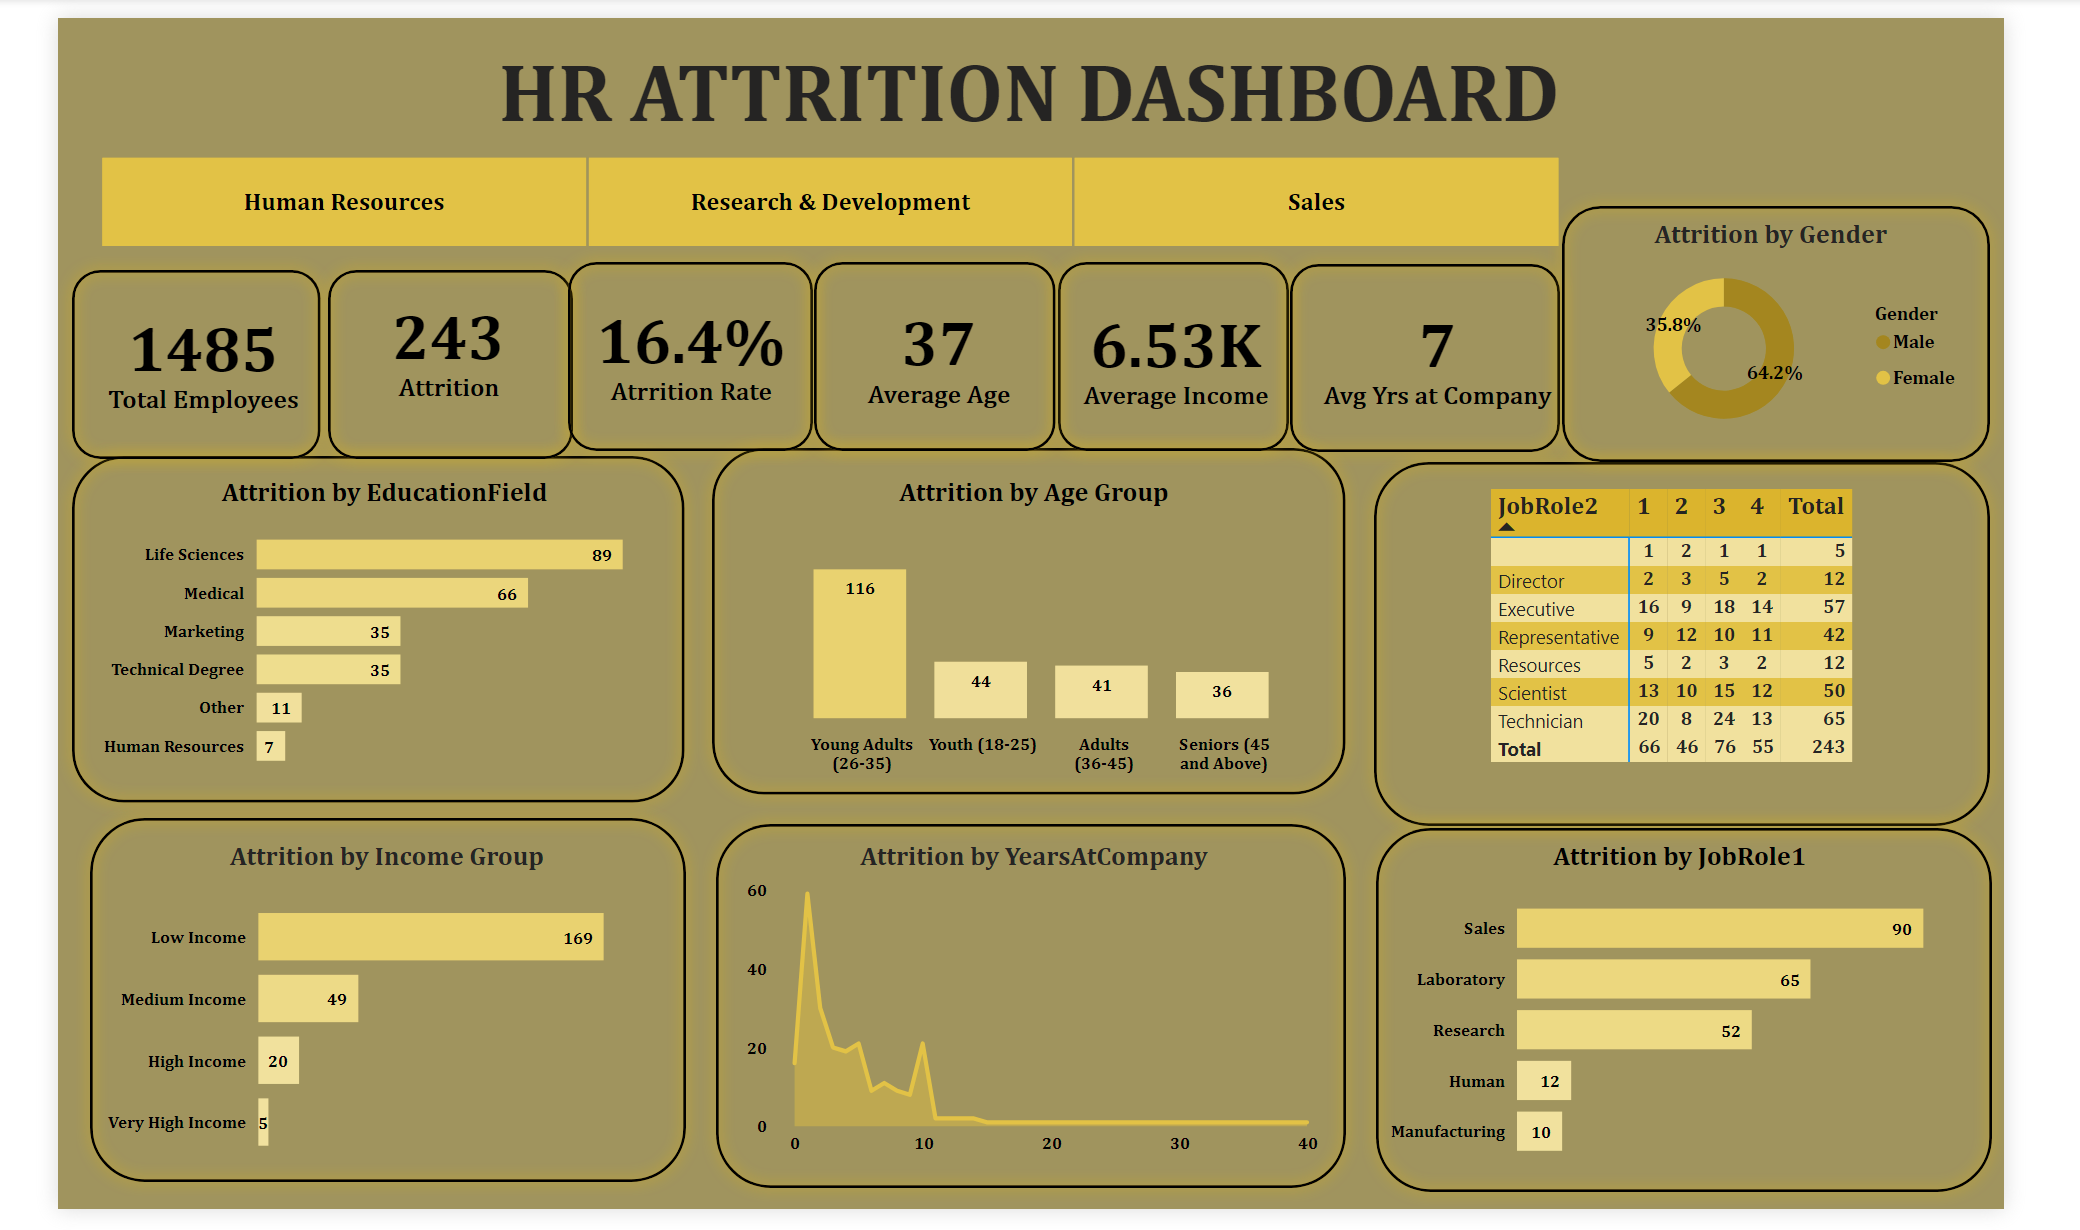 HR ATTRITION DASHBOARD
Human Resources
Research & Development
Sales
1485
Total Employees
243
Attrition
16.4%
Atrrition Rate
37
Average Age
6.53K
Average Income
7
Avg Yrs at Company
Attrition by Gender
35.8%
64.2%
Gender
Male
Female
Attrition by EducationField
Life Sciences 89
Medical 66
Marketing 35
Technical Degree 35
Other 11
Human Resources 7
Attrition by Age Group
116
44
41
36
Young Adults
(26-35)
Youth (18-25)
Adults
(36-45)
Seniors (45
and Above)
JobRole2 1 2 3 4 Total
1 2 1 1 5
Director 2 3 5 2 12
Executive 16 9 18 14 57
Representative 9 12 10 11 42
Resources 5 2 3 2 12
Scientist 13 10 15 12 50
Technician 20 8 24 13 65
Total 66 46 76 55 243
Attrition by Income Group
Low Income 169
Medium Income 49
High Income 20
Very High Income 5
Attrition by YearsAtCompany
60
40
20
0
0 10 20 30 40
Attrition by JobRole1
Sales 90
Laboratory 65
Research 52
Human 12
Manufacturing 10